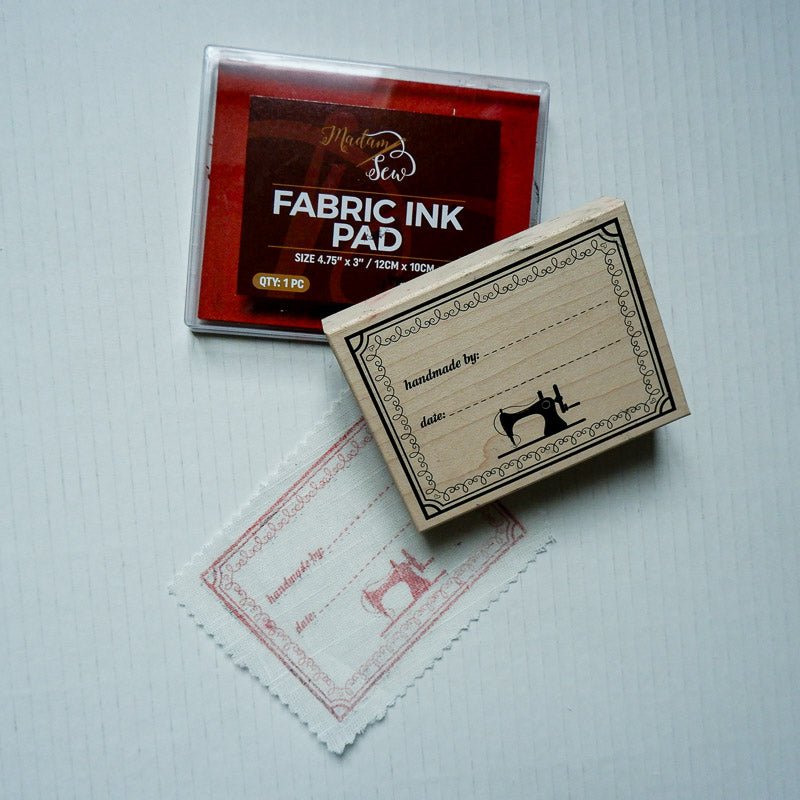 Madam
Sew
FABRIC INK
PAD
SIZE 4.75" x 3" / 12CM x 10CM
QTY: 1 PC
handmade by:
date:
handmade by:
date: